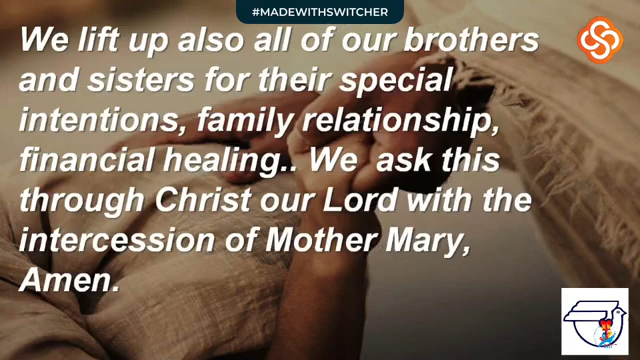 #MADEWITHSWITCHER
We lift up also all of our brothers
and sisters for their special
intentions, family relationship,
financial healing.. We ask this
through Christ our Lord with the
intercession of Mother Mary,
Amen.